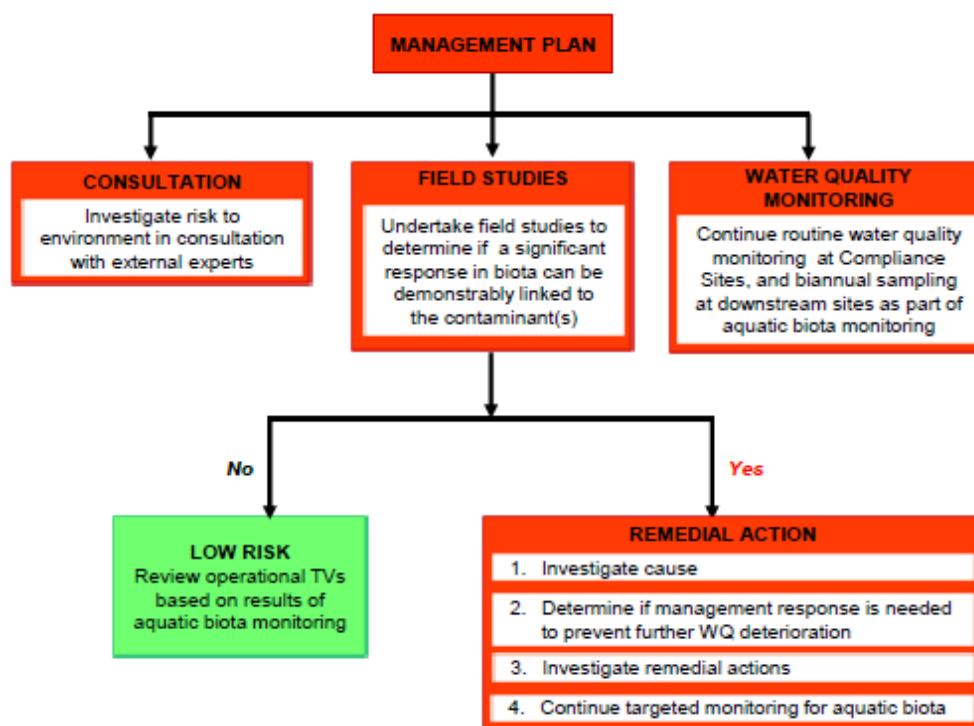 MANAGEMENT PLAN
CONSULTATION
Investigate risk to
environment in consultation
with external experts
FIELD STUDIES
Undertake field studies to
determine if a significant
response in biota can be
demonstrably linked to
the contaminant(s)
WATER QUALITY
MONITORING
Continue routine water quality
monitoring at Compliance
Sites, and biannual sampling
at downstream sites as part of
aquatic biota monitoring
No
Yes
LOW RISK
Review operational TVs
based on results of
aquatic biota monitoring
REMEDIAL ACTION
1. Investigate cause
2. Determine if management response is needed
to prevent further WQ deterioration
3. Investigate remedial actions
4. Continue targeted monitoring for aquatic biota